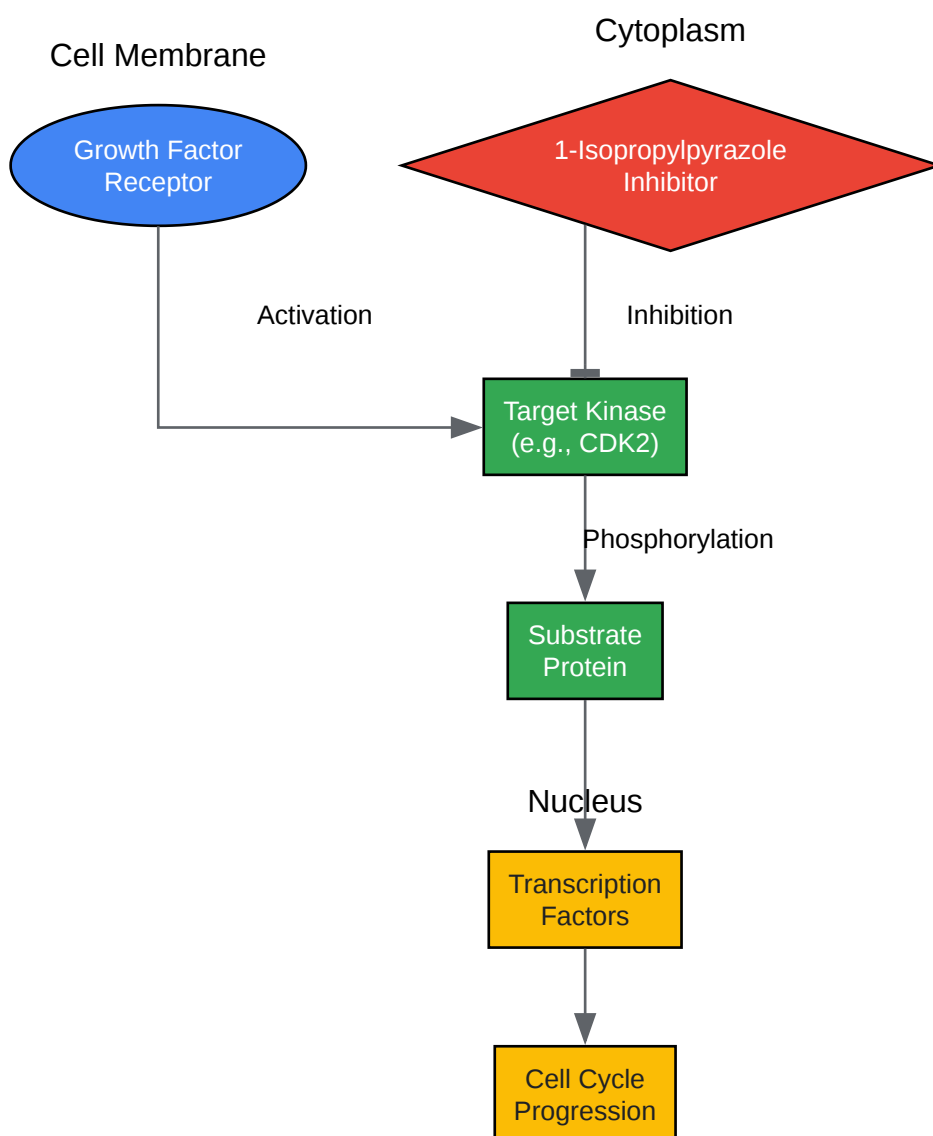 Cytoplasm
Cell Membrane
Growth Factor
Receptor
1-Isopropylpyrazole
Inhibitor
Activation
Inhibition
Target Kinase
(e.g., CDK2)
Phosphorylation
Substrate
Protein
Nucleus
Transcription
Factors
Cell Cycle
Progression